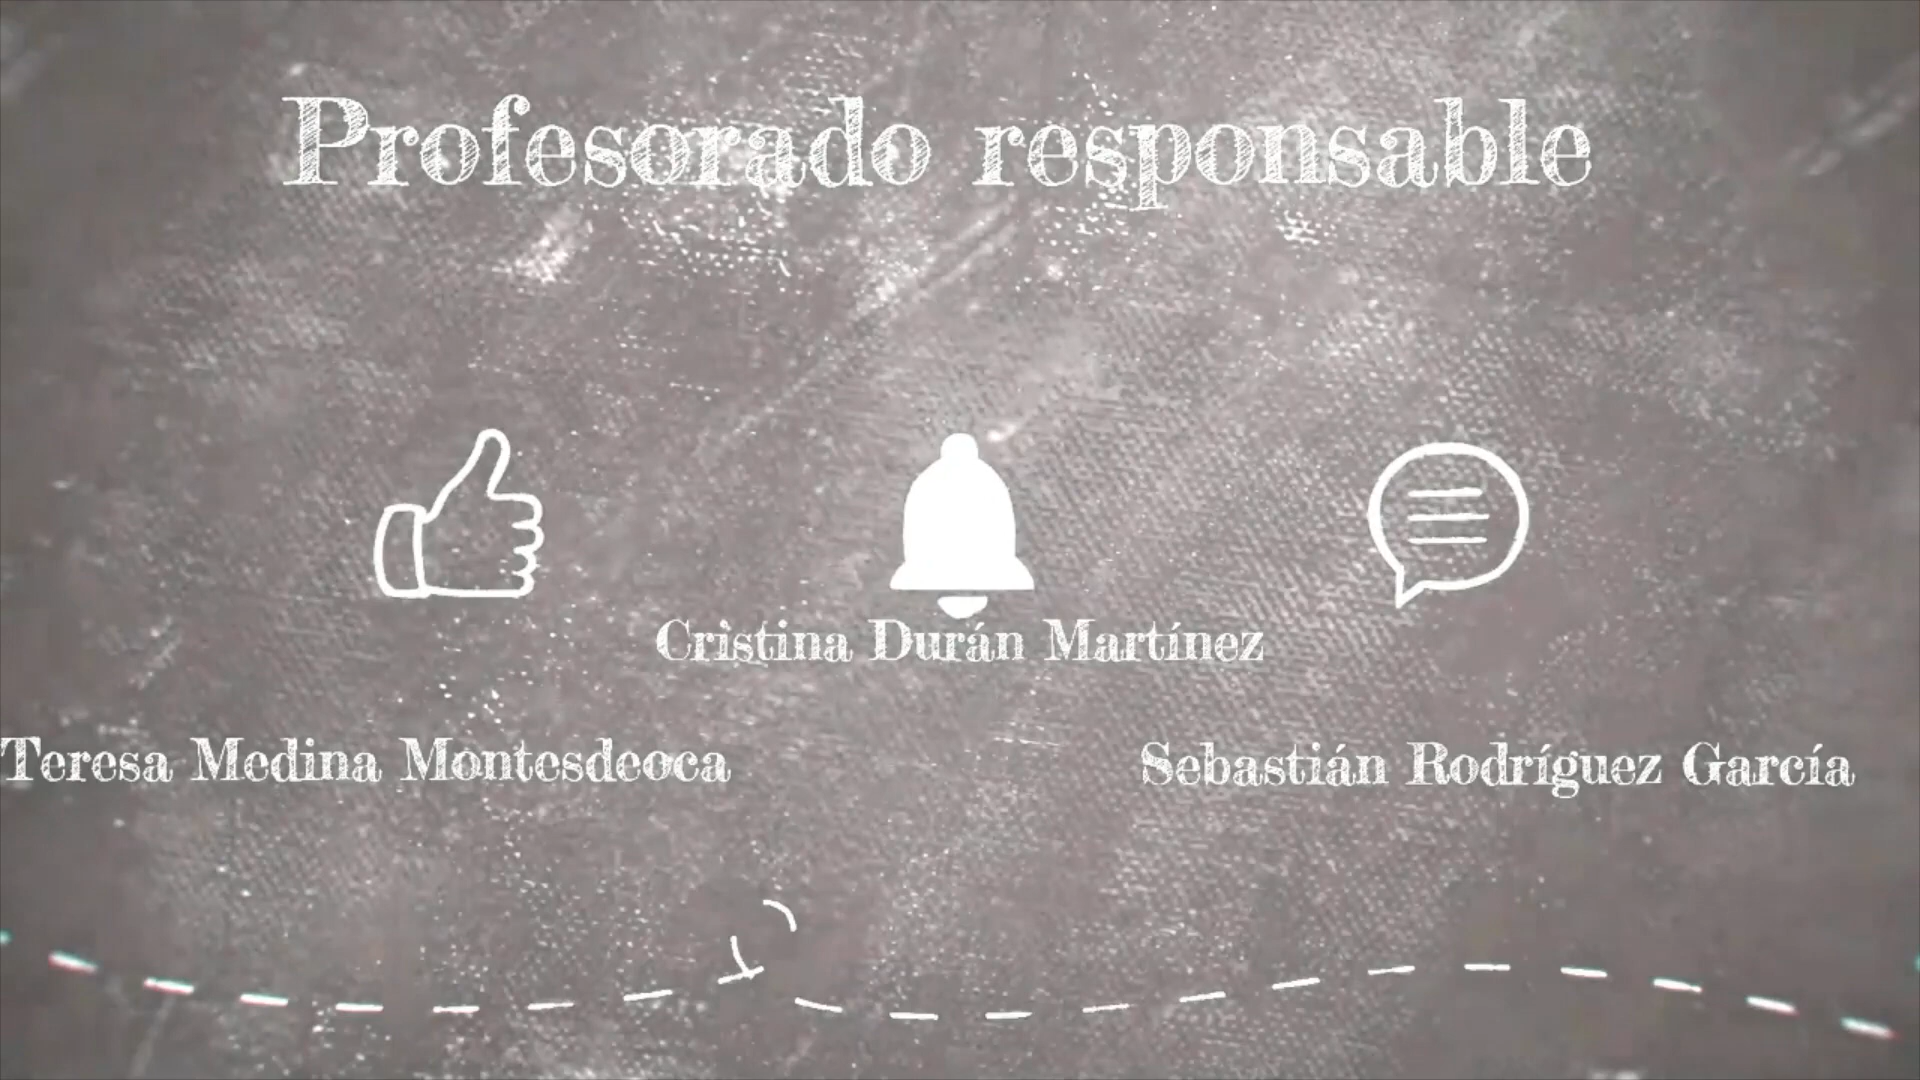 Profesorado responsable
Cristina Durán Martínez
Teresa Medina Montesdeoca
Sebastián Rodríguez García